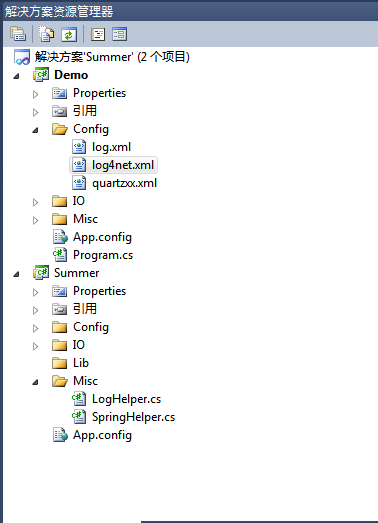 解决方案资源管理器
解决方案'Summer' (2 个项目)
Demo
Properties
引用
Config
log.xml
log4net.xml
quartzxx.xml
IO
Misc
App.config
Program.cs
Summer
Properties
引用
Config
IO
Lib
Misc
LogHelper.cs
SpringHelper.cs
App.config